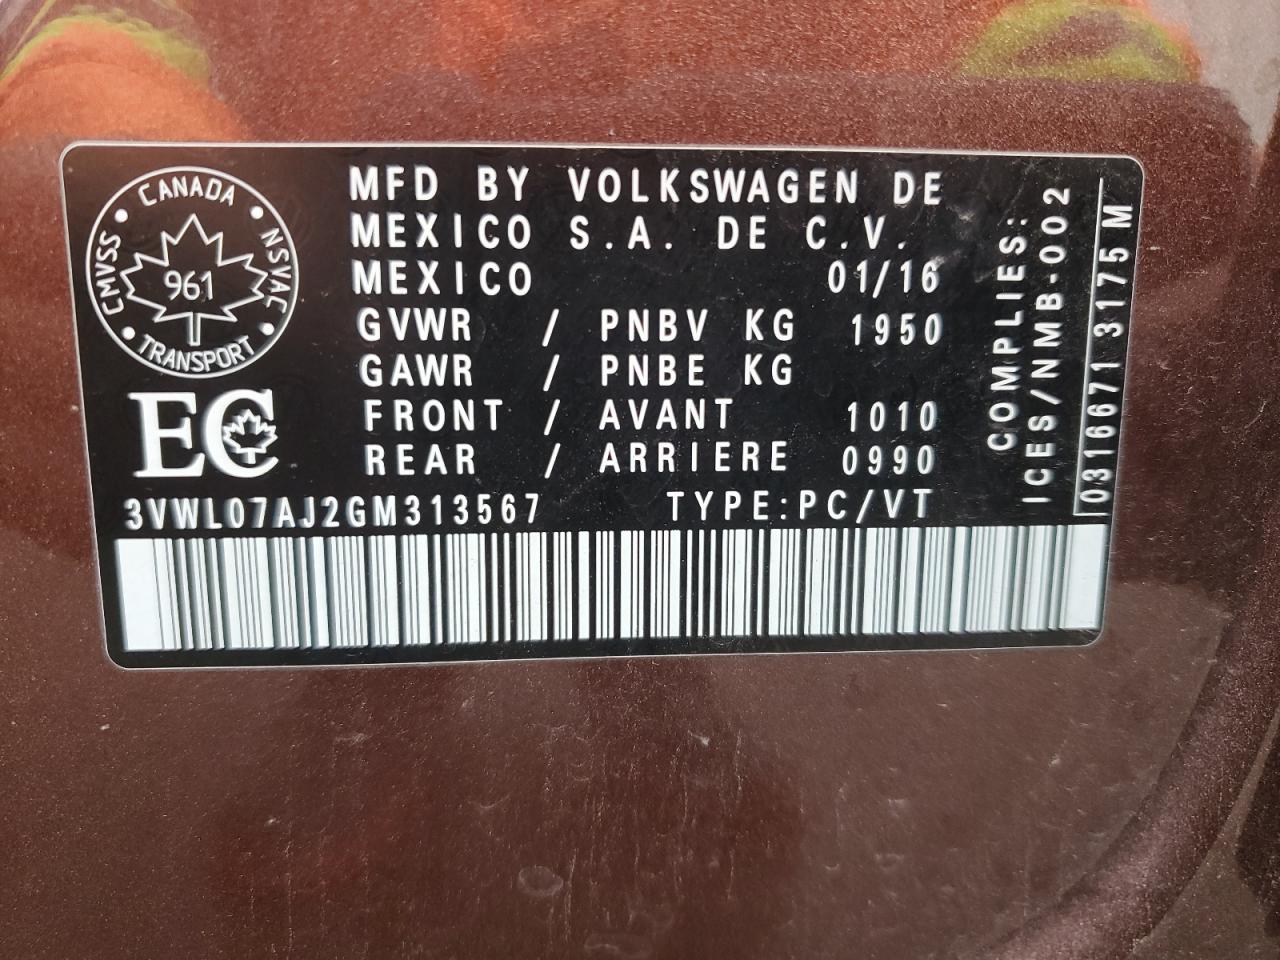 CANADA
CMVSS
NSVAC
961
TRANSPORT
EC
MFD BY VOLKSWAGEN DE
MEXICO S.A. DE C.V.
MEXICO 01/16
GVWR / PNBV KG 1950
GAWR / PNBE KG
FRONT / AVANT 1010
REAR / ARRIERE 0990
3VWL07AJ2GM313567 TYPE:PC/VT
COMPLIES:
ICES/NMB-002
0316671 3175 M